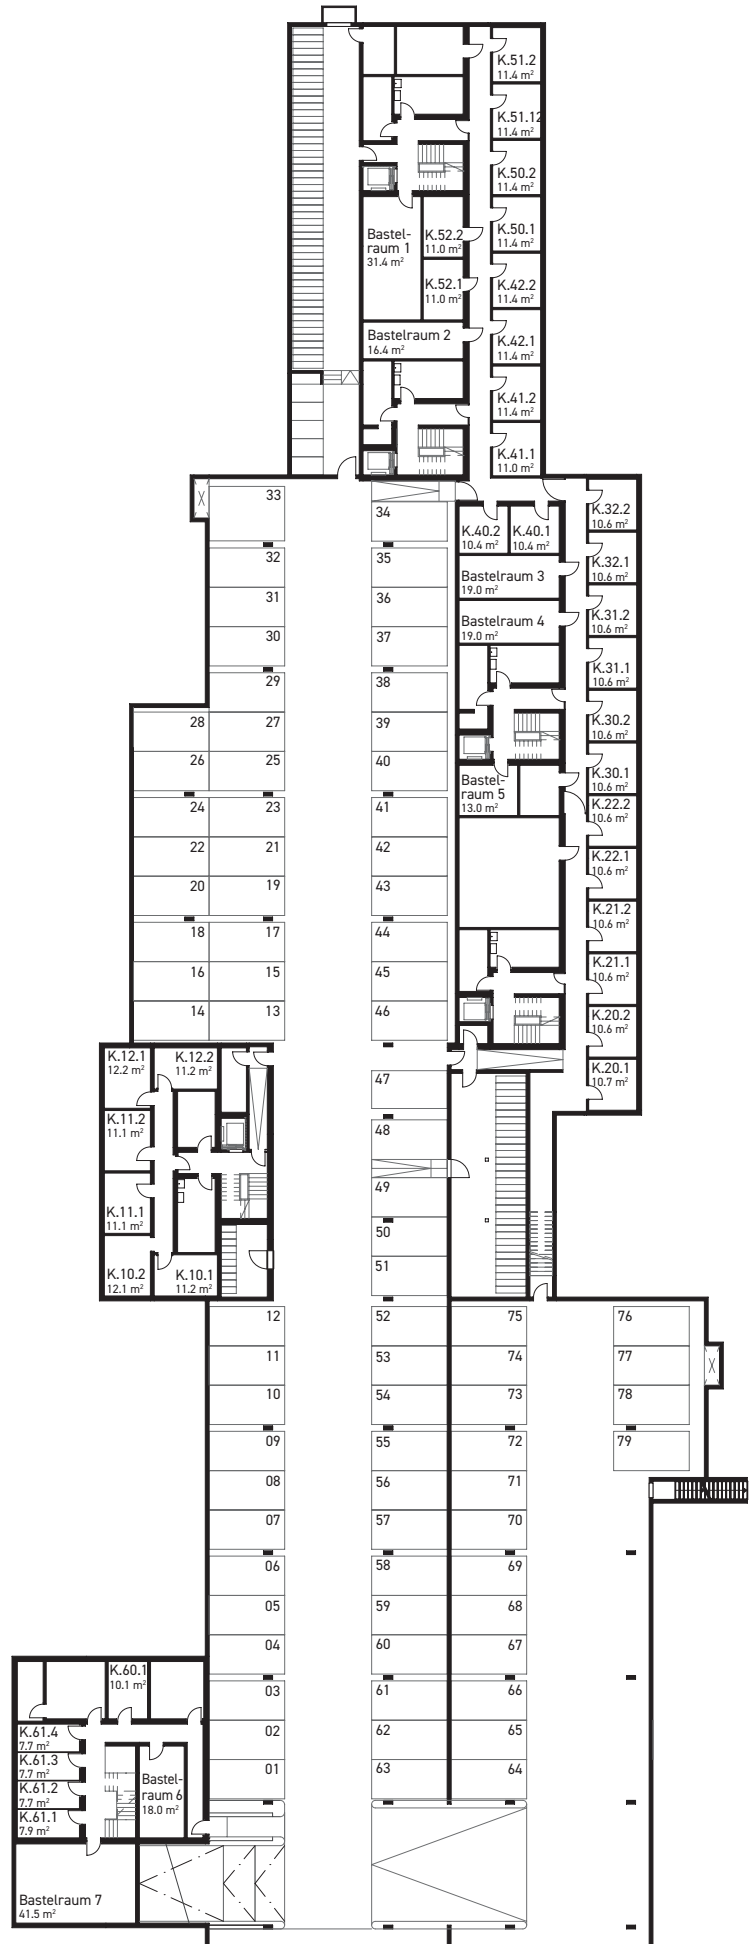 K.51.2
11.4 m²
K.51.12
11.4 m²
K.50.2
11.4 m²
K.50.1
11.4 m²
K.42.2
11.4 m²
K.42.1
11.4 m²
K.41.2
11.4 m²
K.41.1
11.0 m²
Bastel-
raum 1
31.4 m²
K.52.2
11.0 m²
K.52.1
11.0 m²
Bastelraum 2
16.4 m²
33
32
31
30
29
28
27
26
25
24
23
22
21
20
19
18
17
16
15
14
13
34
35
36
37
38
39
40
41
42
43
44
45
46
47
48
49
50
51
K.40.2
10.4 m²
K.40.1
10.4 m²
Bastelraum 3
19.0 m²
Bastelraum 4
19.0 m²
Bastel-
raum 5
13.0 m²
K.32.2
10.6 m²
K.32.1
10.6 m²
K.31.2
10.6 m²
K.31.1
10.6 m²
K.30.2
10.6 m²
K.30.1
10.6 m²
K.22.2
10.6 m²
K.22.1
10.6 m²
K.21.2
10.6 m²
K.21.1
10.6 m²
K.20.2
10.6 m²
K.20.1
10.7 m²
K.12.1
12.2 m²
K.12.2
11.2 m²
K.11.2
11.1 m²
K.11.1
11.1 m²
K.10.2
12.1 m²
K.10.1
11.2 m²
12
11
10
09
08
07
06
05
04
03
02
01
52
53
54
55
56
57
58
59
60
61
62
63
75
74
73
72
71
70
69
68
67
66
65
64
76
77
78
79
K.60.1
10.1 m²
K.61.4
7.7 m²
K.61.3
7.7 m²
K.61.2
7.7 m²
K.61.1
7.9 m²
Bastel-
raum 6
18.0 m²
Bastelraum 7
41.5 m²